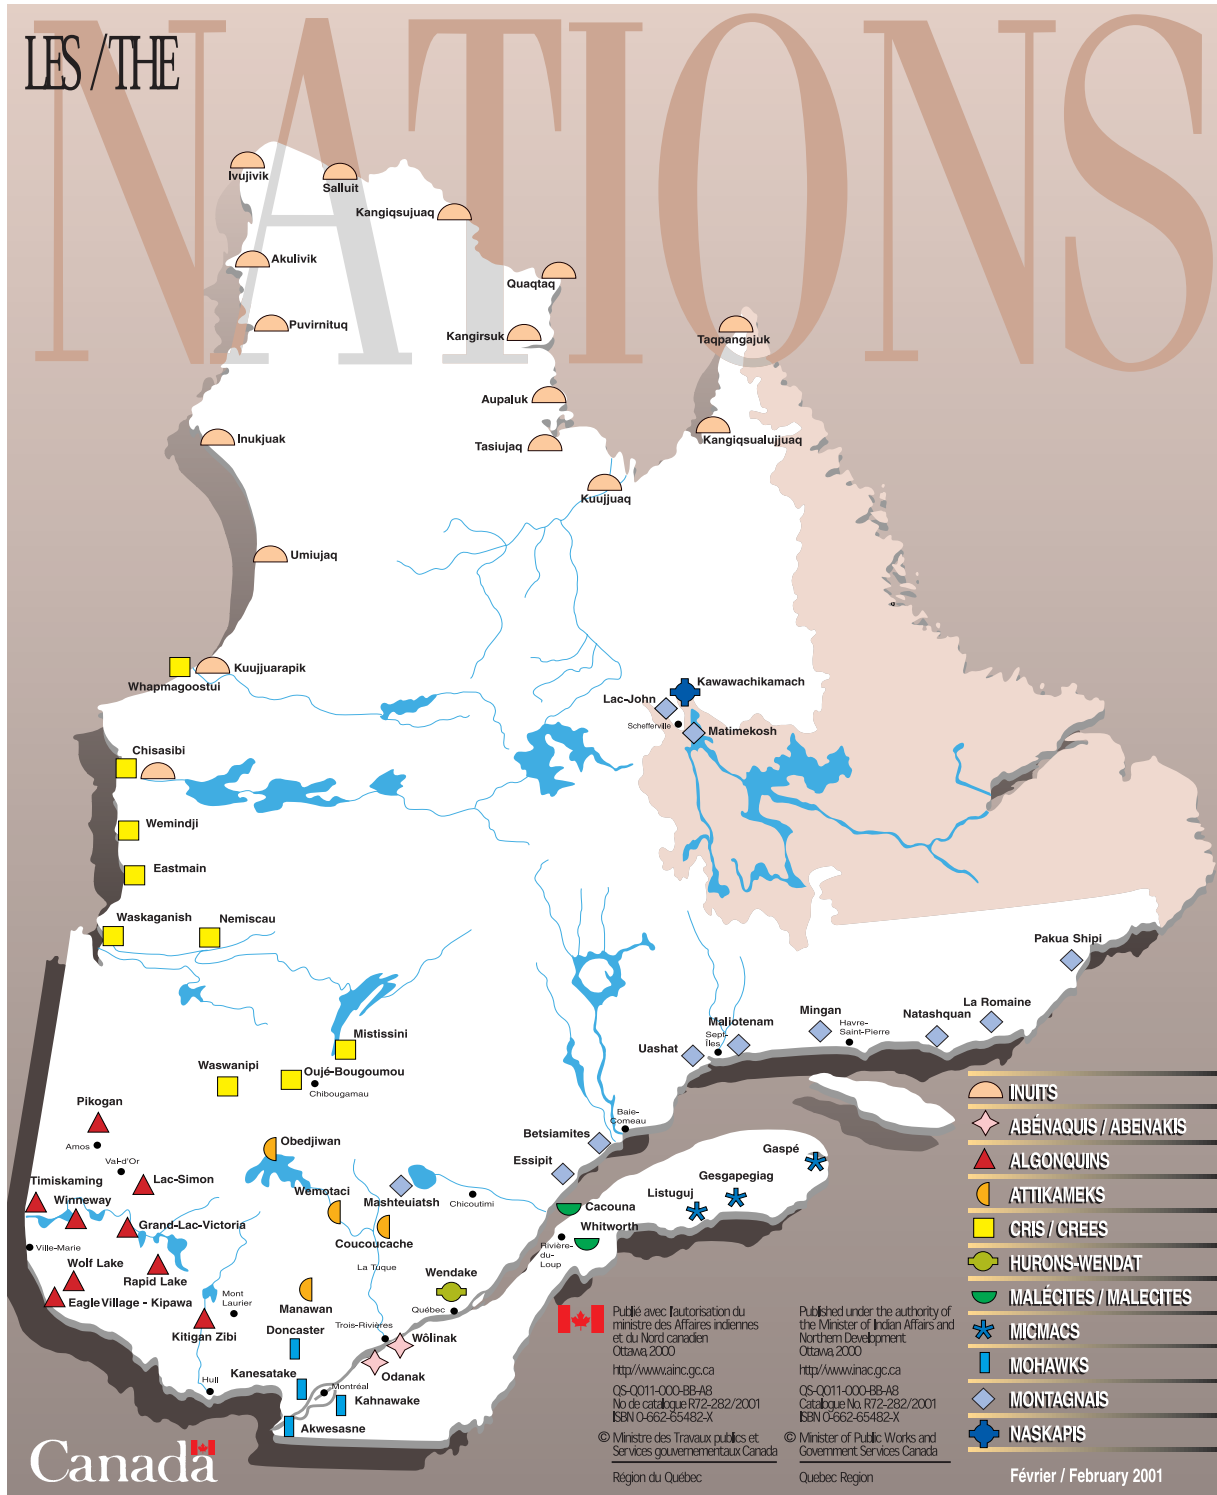 LES / THE
NATIONS
Ivujivik
Salluit
Kangiqsujuaq
Akulivik
Quaqtaq
Puvirnituq
Kangirsuk
Taqpangajuk
Aupaluk
Inukjuak
Tasiujaq
Kangiqsualujjuaq
Kuujjuaq
Umiujaq
Kuujjuarapik
Whapmagoostui
Kawawachikamach
Lac-John
Schefferville
Matimekosh
Chisasibi
Wemindji
Eastmain
Waskaganish
Nemiscau
Pakua Shipi
La Romaine
Natashquan
Mingan
Havre-
Saint-Pierre
Maliotenam
Sept-
Îles
Uashat
Mistissini
Waswanipi
Oujé-Bougoumou
Chibougamau
Pikogan
Amos
Val-d'Or
Obedjiwan
Baie-
Comeau
Betsiamites
Essipit
Gaspé
Gesgapegiag
Listuguj
Timiskaming
Lac-Simon
Winneway
Wemotaci
Mashteuiatsh
Chicoutimi
Cacouna
Whitworth
Grand-Lac-Victoria
Coucoucache
Ville-Marie
Rivière-
du-
Loup
Wolf Lake
Rapid Lake
La Tuque
Wendake
Eagle Village - Kipawa
Mont
Laurier
Manawan
Québec
Kitigan Zibi
Doncaster
Trois-Rivières
Wôlinak
Kanesatake
Odanak
Hull
Montréal
Kahnawake
Akwesasne
INUITS
ABÉNAQUIS / ABENAKIS
ALGONQUINS
ATTIKAMEKS
CRIS / CREES
HURONS-WENDAT
MALÉCITES / MALECITES
MICMACS
MOHAWKS
MONTAGNAIS
NASKAPIS
Février / February 2001
Publié avec l'autorisation du
ministre des Affaires indiennes
et du Nord canadien
Ottawa, 2000
http//www.ainc.gc.ca
QS-Q011-000-BB-A8
No de catalogue R72-282/2001
ISBN 0-662-65482-X
© Ministre des Travaux publics et
Services gouvernementaux Canada
Région du Québec
Published under the authority of
the Minister of Indian Affairs and
Northern Development
Ottawa, 2000
http//www.inac.gc.ca
QS-Q011-000-BB-A8
Catalogue No. R72-282/2001
ISBN 0-662-65482-X
© Minister of Public Works and
Government Services Canada
Quebec Region
Canada